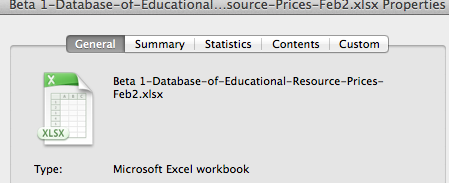 Beta 1-Database-of-Educational...source-Prices-Feb2.xlsx Properties
General Summary Statistics Contents Custom
Beta 1-Database-of-Educational-Resource-Prices-
Feb2.xlsx
X
XLSX
Type: Microsoft Excel workbook